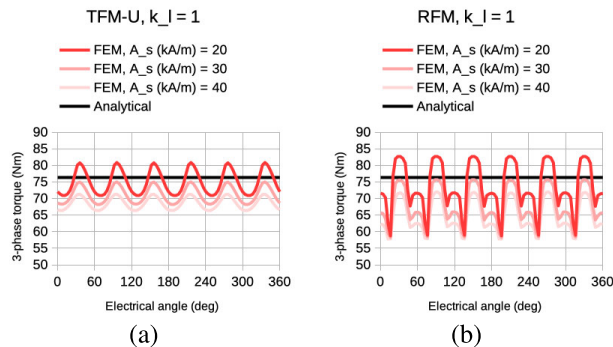 TFM-U, k_l = 1
FEM, A_s (kA/m) = 20
FEM, A_s (kA/m) = 30
FEM, A_s (kA/m) = 40
Analytical
90
85
80
75
70
65
60
55
50
3-phase torque (Nm)
0 60 120 180 240 300 360
Electrical angle (deg)
(a)
RFM, k_l = 1
FEM, A_s (kA/m) = 20
FEM, A_s (kA/m) = 30
FEM, A_s (kA/m) = 40
Analytical
90
85
80
75
70
65
60
55
50
3-phase torque (Nm)
0 60 120 180 240 300 360
Electrical angle (deg)
(b)